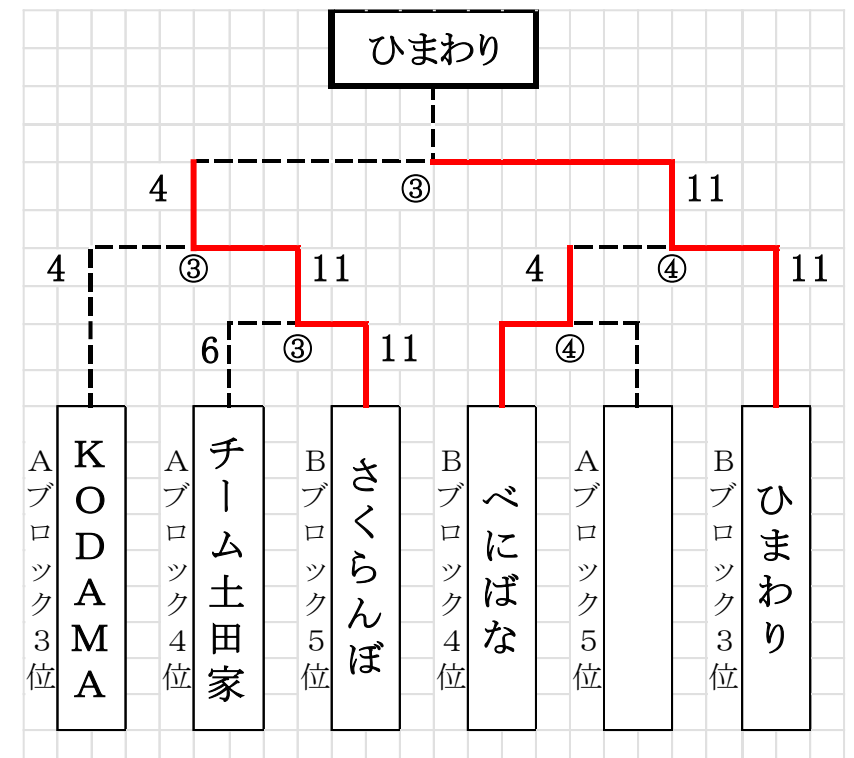 ひまわり
4 ③ 11
4 ③ 11 4 ④ 11
6 ③ 11 ④
Aブロック3位
KODAMA
Aブロック4位
チーム土田家
Bブロック5位
さくらんぼ
Bブロック4位
べにばな
Aブロック5位
Bブロック3位
ひまわり